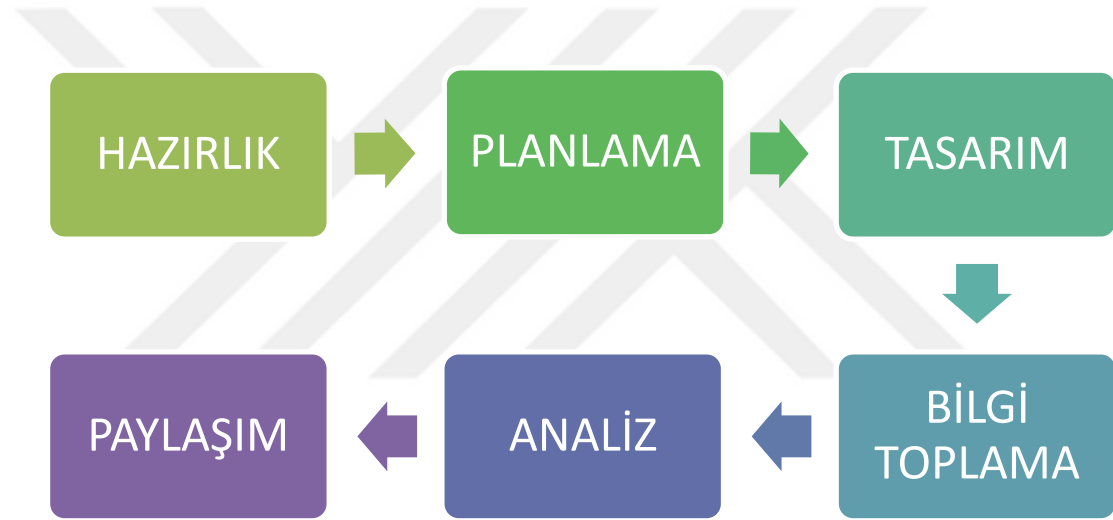 HAZIRLIK
PLANLAMA
TASARIM
BİLGİ
TOPLAMA
ANALİZ
PAYLAŞIM